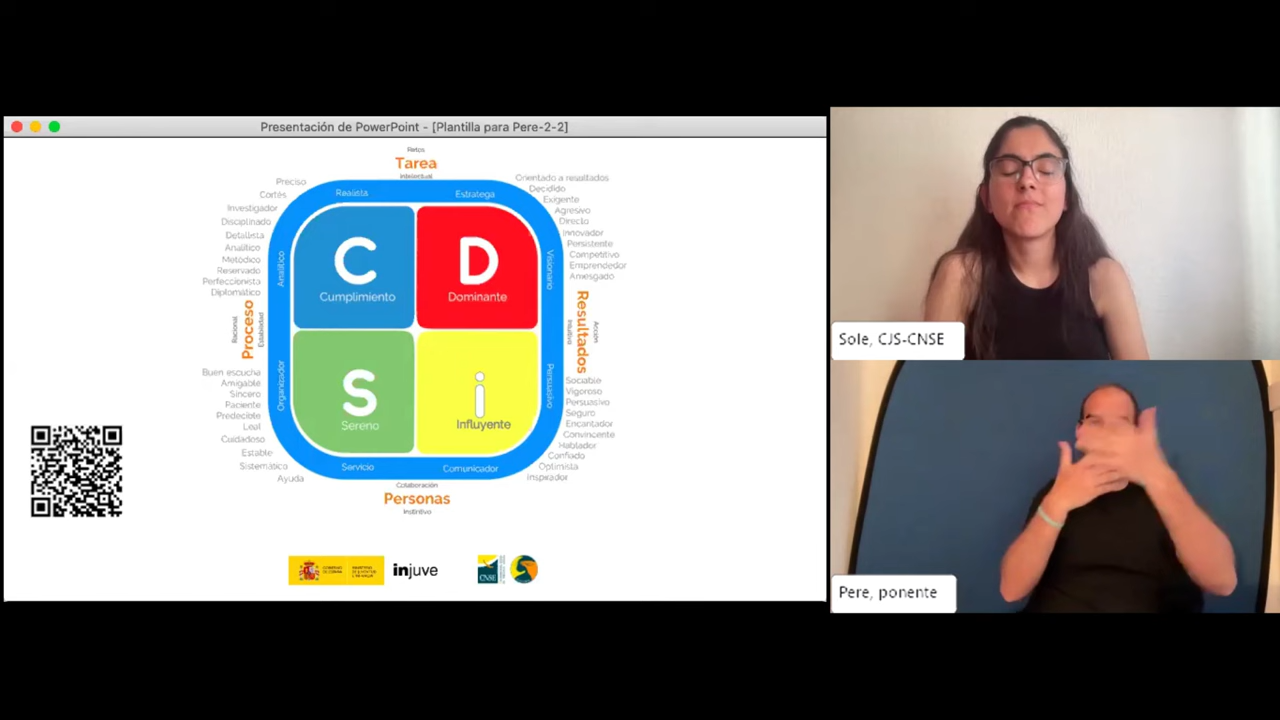 Presentación de PowerPoint - [Plantilla para Pere-2-2]
Retos
Tarea
Intelectual
Realista
Estratega
Preciso
Cortés
Investigador
Disciplinado
Detallista
Analítico
Metódico
Reservado
Perfeccionista
Diplomático
Orientado a resultados
Decidido
Exigente
Agresivo
Directo
Innovador
Persistente
Competitivo
Emprendedor
Arriesgado
Analítico
Visionario
C
Cumplimiento
D
Dominante
Racional
Proceso
Estabilidad
Intuitivo
Resultados
Acción
S
Sereno
i
Influyente
Organizador
Persuasivo
Buen escucha
Amigable
Sincero
Paciente
Predecible
Leal
Cuidadoso
Estable
Sistemático
Ayuda
Sociable
Vigoroso
Persuasivo
Seguro
Encantador
Convincente
Hablador
Confiado
Optimista
Inspirador
Servicio
Comunicador
Colaboración
Personas
Instintivo
GOBIERNO
DE ESPAÑA
injuve
CNSE
Sole, CJS-CNSE
Pere, ponente